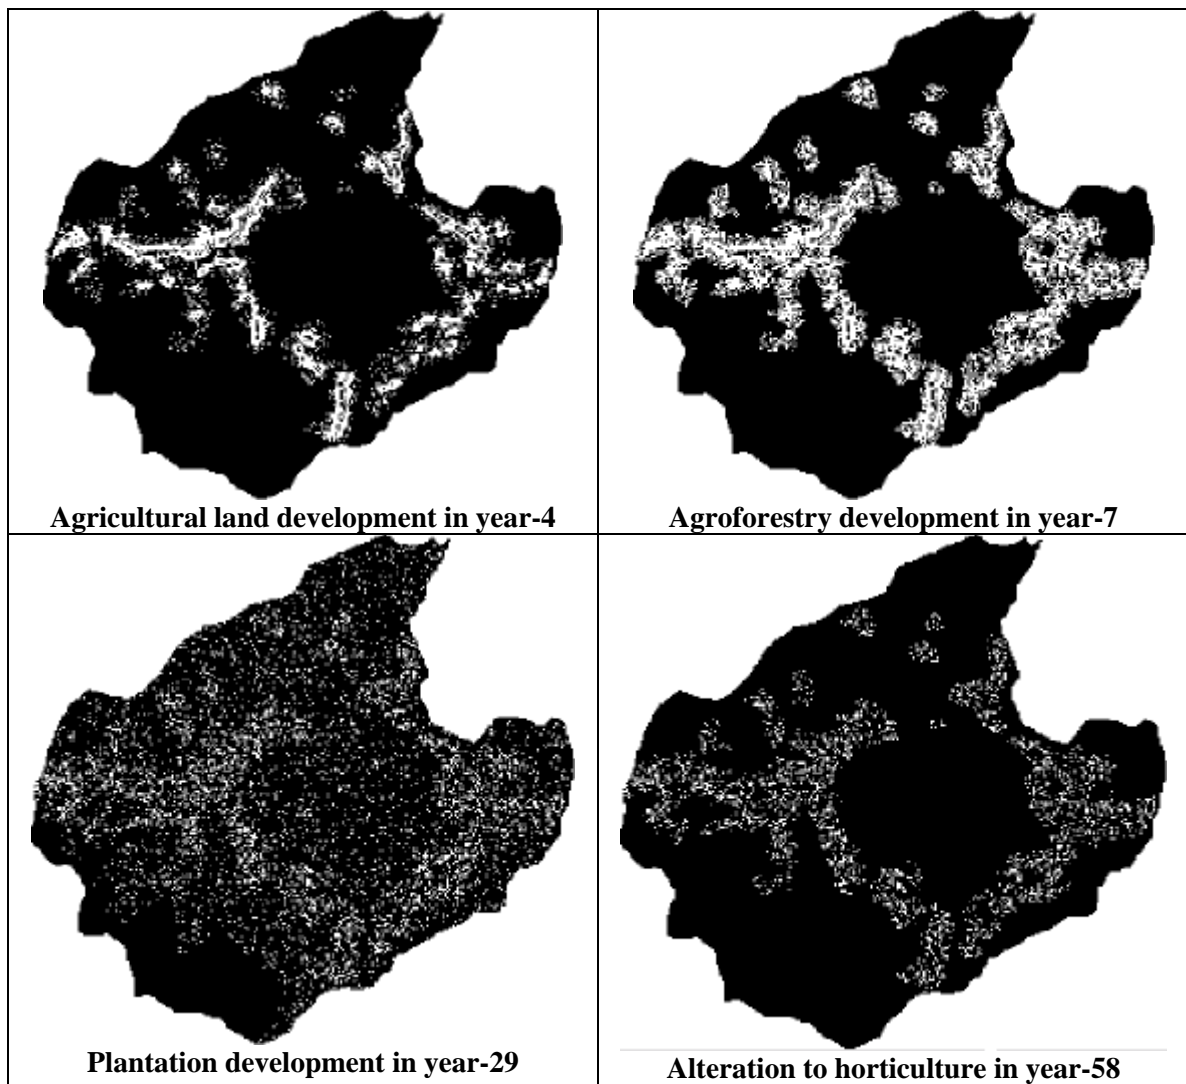 Agricultural land development in year-4
Agroforestry development in year-7
Plantation development in year-29
Alteration to horticulture in year-58